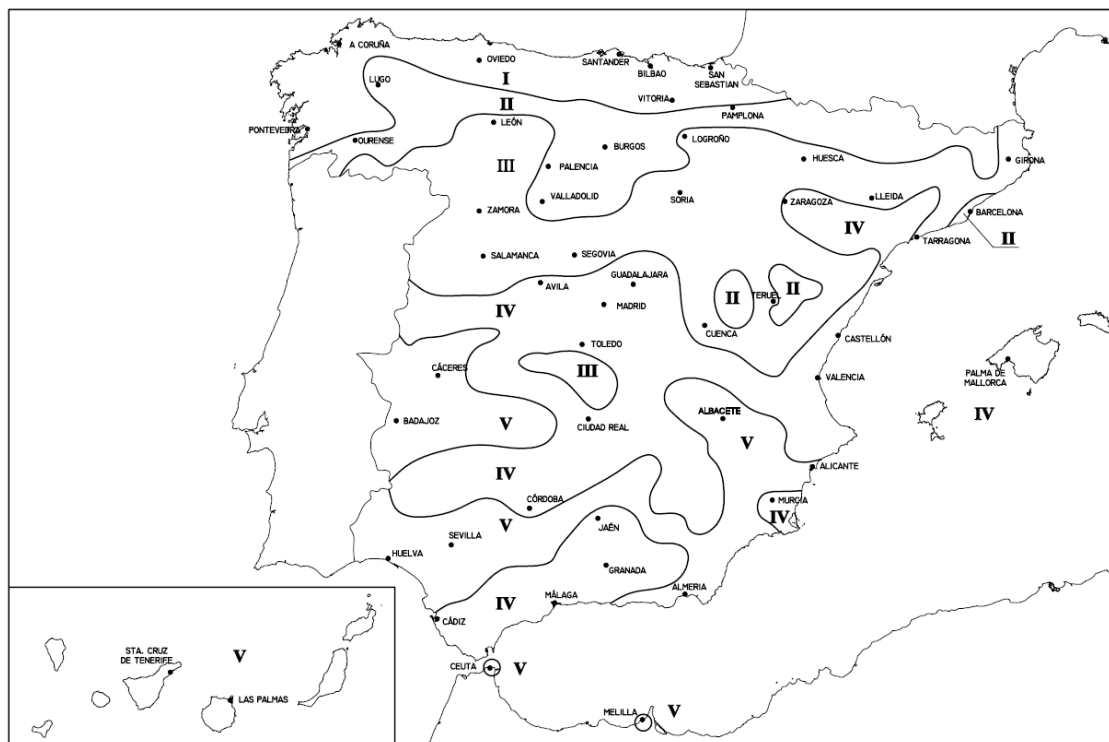 A CORUÑA
OVIEDO
SANTANDER
BILBAO
SAN
SEBASTIAN
LUGO
I
VITORIA
II
PAMPLONA
PONTEVEDRA
LEÓN
OURENSE
LOGROÑO
BURGOS
HUESCA
GIRONA
III
PALENCIA
VALLADOLID
SORIA
ZARAGOZA
LLEIDA
ZAMORA
IV
BARCELONA
II
TARRAGONA
SALAMANCA
SEGOVIA
GUADALAJARA
AVILA
IV
MADRID
II
TERUEL
II
CUENCA
CASTELLÓN
TOLEDO
CÁCERES
III
VALENCIA
PALMA DE
MALLORCA
IV
BADAJOZ
V
CIUDAD REAL
ALBACETE
V
IV
ALICANTE
CÓRDOBA
MURCIA
IV
V
JAÉN
SEVILLA
HUELVA
GRANADA
IV
MÁLAGA
ALMERIA
CÁDIZ
STA. CRUZ
DE TENERIFE
V
CEUTA
V
LAS PALMAS
MELILLA
V